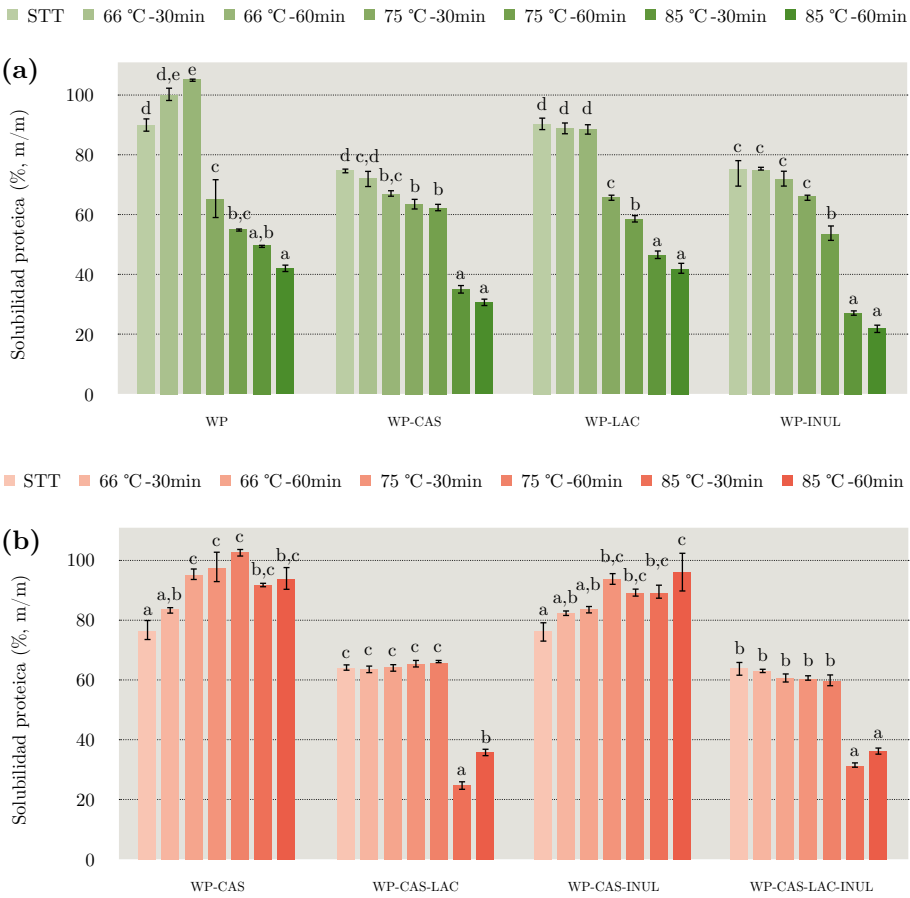 STT 66 ℃-30min 66 ℃-60min 75 ℃-30min 75 ℃-60min 85 ℃-30min 85 ℃-60min
(a)
Solubilidad proteica (%, m/m)
100
80
60
40
20
0
d d,e e c b,c a,b a
d c,d b,c b b a a
d d d c b a a
c c c c b a a
WP WP-CAS WP-LAC WP-INUL
STT 66 ℃-30min 66 ℃-60min 75 ℃-30min 75 ℃-60min 85 ℃-30min 85 ℃-60min
(b)
Solubilidad proteica (%, m/m)
100
80
60
40
20
0
a a,b c c c b,c b,c
c c c c c a b
a a,b a,b b,c b,c b,c c
b b b b b a a
WP-CAS WP-CAS-LAC WP-CAS-INUL WP-CAS-LAC-INUL